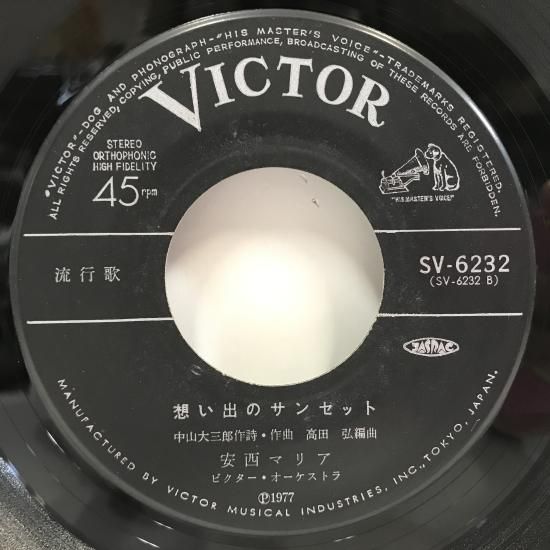 "VICTOR"-DOG AND PHONOGRAPH-"HIS MASTER'S VOICE"-TRADEMARKS REGISTERED.
ALL RIGHTS RESERVED, COPYING, PUBLIC PERFORMANCE, BROADCASTING OF THESE RECORDS ARE FORBIDDEN.
VICTOR
STEREO
ORTHOPHONIC
HIGH FIDELITY
45rpm
"HIS MASTER'S VOICE"
流行歌
SV-6232
(SV-6232 B)
JASRAC
想い出のサンセット
中山大三郎作詩・作曲 高田 弘編曲
安西マリア
ビクター・オーケストラ
Ⓟ1977
MANUFACTURED BY VICTOR MUSICAL INDUSTRIES, INC., TOKYO, JAPAN.